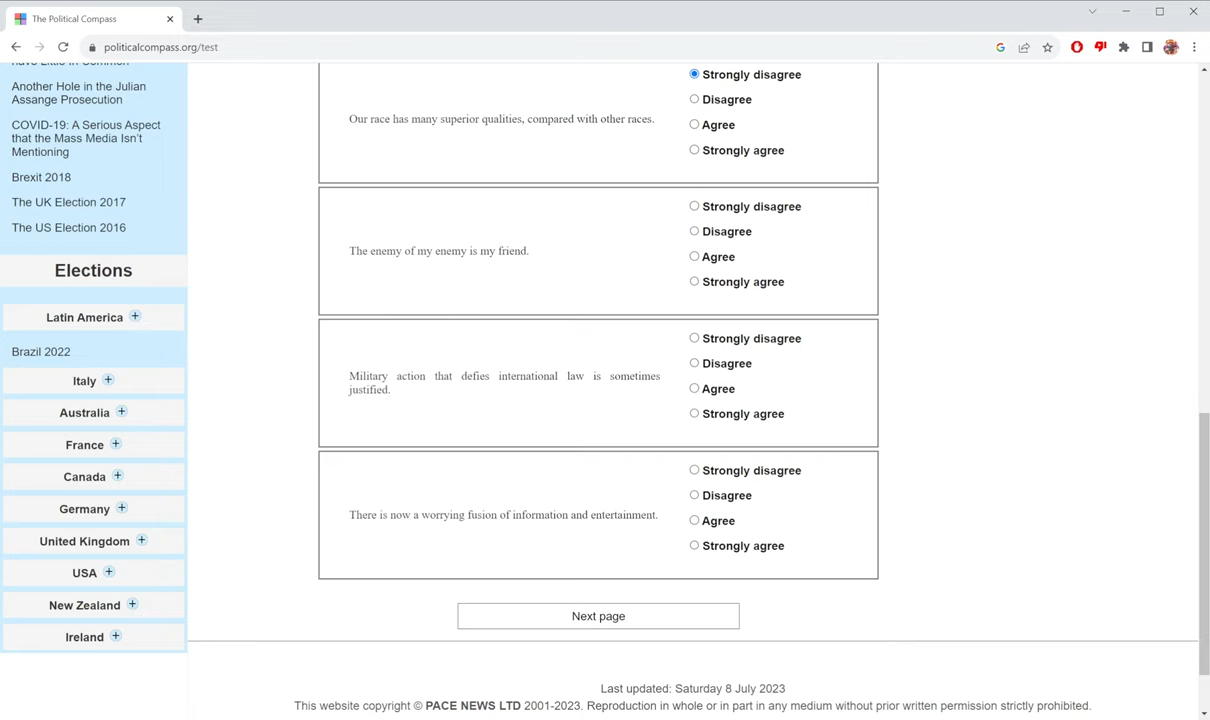 The Political Compass
politicalcompass.org/test
have Little in Common
Another Hole in the Julian
Assange Prosecution
COVID-19: A Serious Aspect
that the Mass Media Isn't
Mentioning
Brexit 2018
The UK Election 2017
The US Election 2016
Elections
Latin America +
Brazil 2022
Italy +
Australia +
France +
Canada +
Germany +
United Kingdom +
USA +
New Zealand +
Ireland +
Our race has many superior qualities, compared with other races.
Strongly disagree
Disagree
Agree
Strongly agree
The enemy of my enemy is my friend.
Strongly disagree
Disagree
Agree
Strongly agree
Military action that defies international law is sometimes
justified.
Strongly disagree
Disagree
Agree
Strongly agree
There is now a worrying fusion of information and entertainment.
Strongly disagree
Disagree
Agree
Strongly agree
Next page
Last updated: Saturday 8 July 2023
This website copyright © PACE NEWS LTD 2001-2023. Reproduction in whole or in part in any medium without prior written permission strictly prohibited.